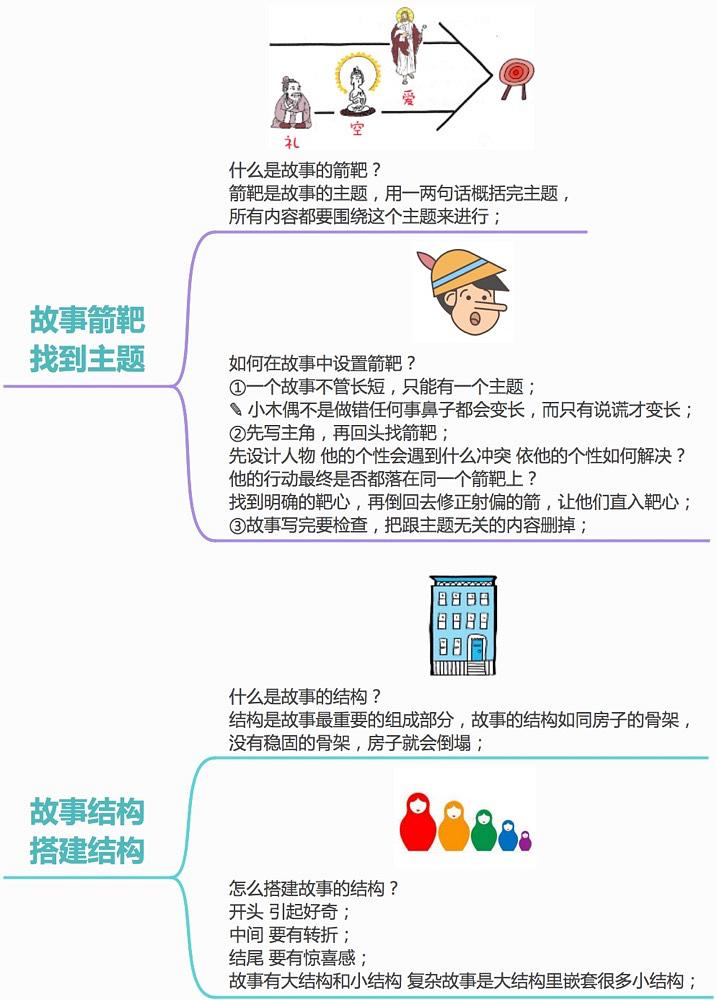 礼
空
爱
什么是故事的箭靶？
箭靶是故事的主题，用一两句话概括完主题，
所有内容都要围绕这个主题来进行；
故事箭靶
找到主题
如何在故事中设置箭靶？
①一个故事不管长短，只能有一个主题；
✎ 小木偶不是做错任何事鼻子都会变长，而只有说谎才变长；
②先写主角，再回头找箭靶；
先设计人物 他的个性会遇到什么冲突 依他的个性如何解决？
他的行动最终是否都落在同一个箭靶上？
找到明确的靶心，再倒回去修正射偏的箭，让他们直入靶心；
③故事写完要检查，把跟主题无关的内容删掉；
什么是故事的结构？
结构是故事最重要的组成部分，故事的结构如同房子的骨架，
没有稳固的骨架，房子就会倒塌；
故事结构
搭建结构
怎么搭建故事的结构？
开头 引起好奇；
中间 要有转折；
结尾 要有惊喜感；
故事有大结构和小结构 复杂故事是大结构里嵌套很多小结构；